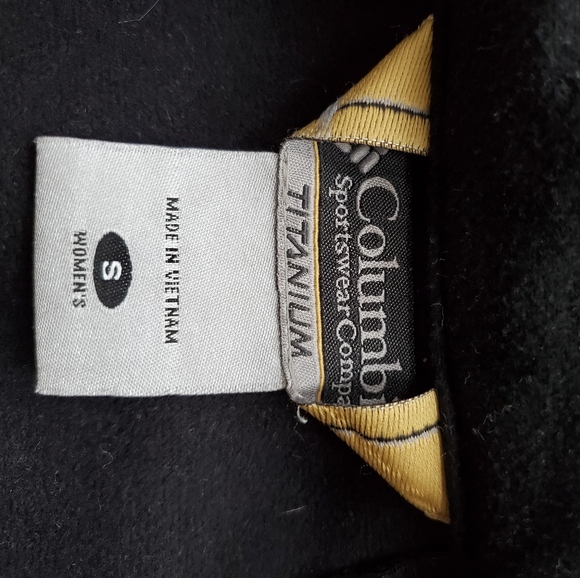 Columbi
Sportswear Compa
TITANIUM
MADE IN VIETNAM
S
WOMEN'S